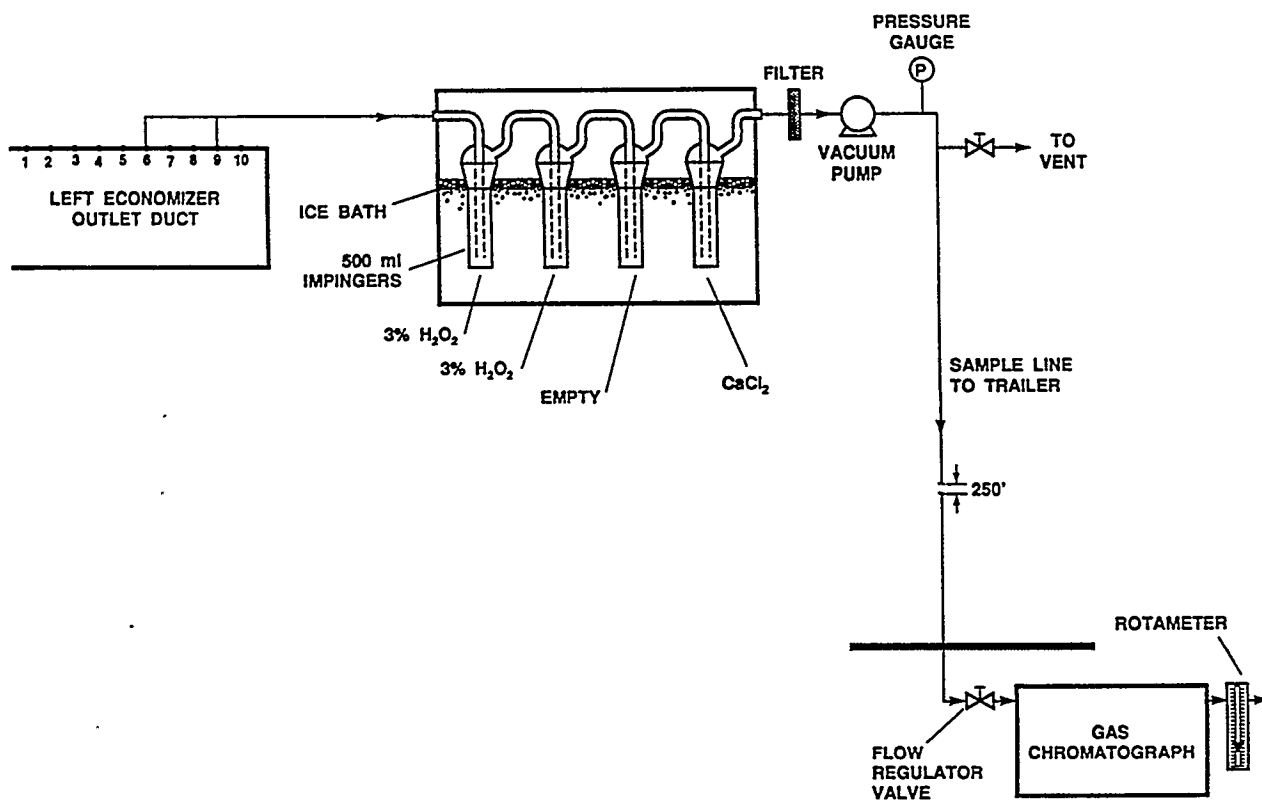 PRESSURE
GAUGE
P
FILTER
VACUUM
PUMP
TO
VENT
1 2 3 4 5 6 7 8 9 10
LEFT ECONOMIZER
OUTLET DUCT
ICE BATH
500 ml
IMPINGERS
3% H₂O₂
3% H₂O₂
EMPTY
CaCl₂
SAMPLE LINE
TO TRAILER
250'
ROTAMETER
FLOW
REGULATOR
VALVE
GAS
CHROMATOGRAPH